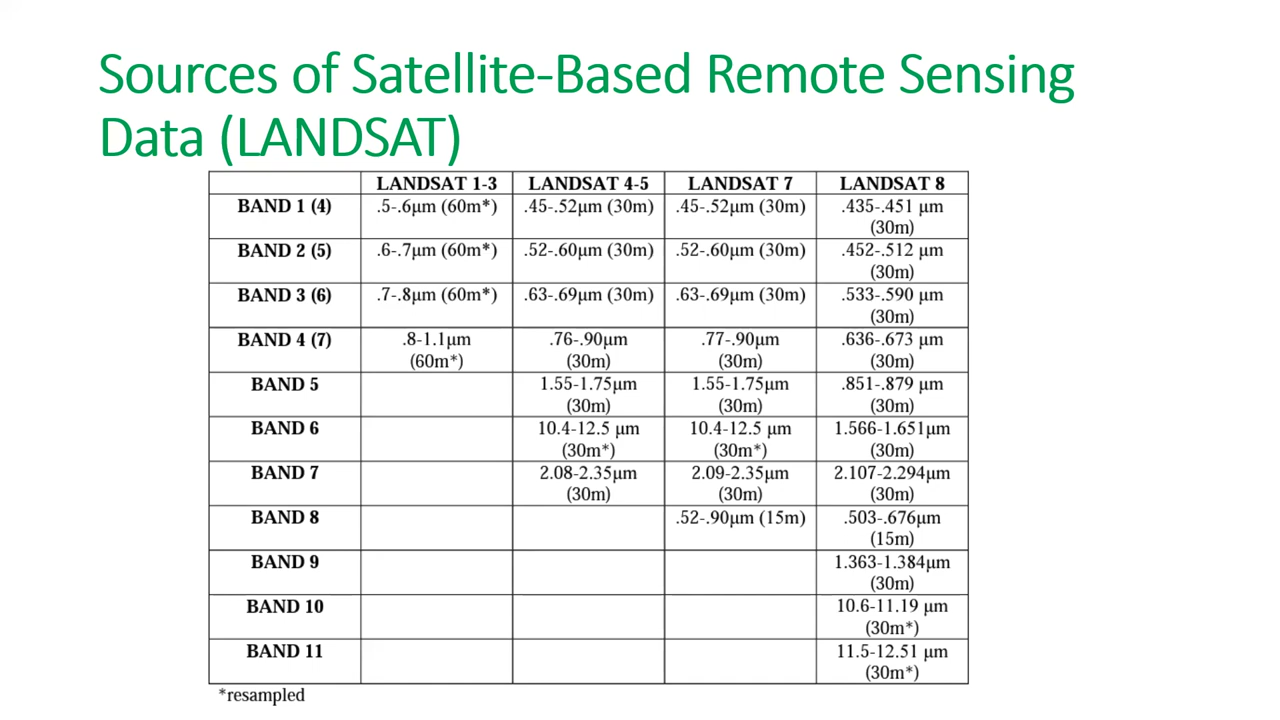 Sources of Satellite-Based Remote Sensing
Data (LANDSAT)
LANDSAT 1-3 LANDSAT 4-5 LANDSAT 7 LANDSAT 8
BAND 1 (4) .5-.6μm (60m*) .45-.52μm (30m) .45-.52μm (30m) .435-.451 μm
(30m)
BAND 2 (5) .6-.7μm (60m*) .52-.60μm (30m) .52-.60μm (30m) .452-.512 μm
(30m)
BAND 3 (6) .7-.8μm (60m*) .63-.69μm (30m) .63-.69μm (30m) .533-.590 μm
(30m)
BAND 4 (7) .8-1.1μm .76-.90μm .77-.90μm .636-.673 μm
(60m*) (30m) (30m) (30m)
BAND 5 1.55-1.75μm 1.55-1.75μm .851-.879 μm
(30m) (30m) (30m)
BAND 6 10.4-12.5 μm 10.4-12.5 μm 1.566-1.651μm
(30m*) (30m*) (30m)
BAND 7 2.08-2.35μm 2.09-2.35μm 2.107-2.294μm
(30m) (30m) (30m)
BAND 8 .52-.90μm (15m) .503-.676μm
(15m)
BAND 9 1.363-1.384μm
(30m)
BAND 10 10.6-11.19 μm
(30m*)
BAND 11 11.5-12.51 μm
(30m*)
*resampled